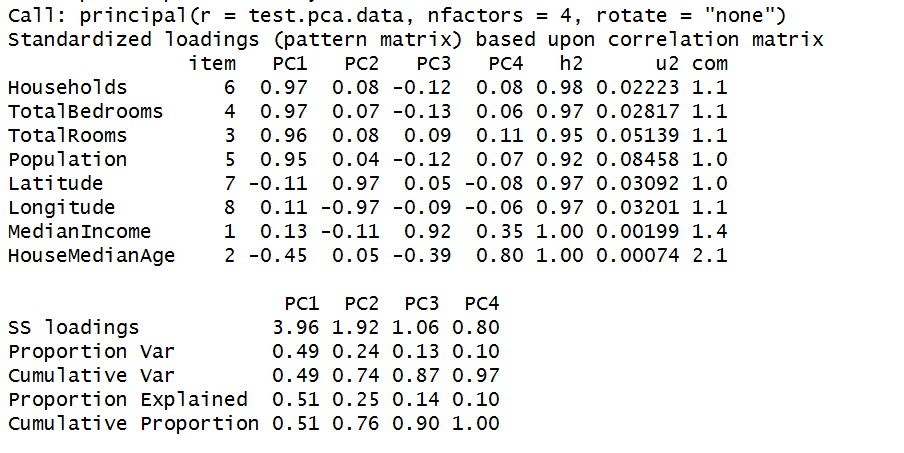 Call: principal(r = test.pca.data, nfactors = 4, rotate = "none")
Standardized loadings (pattern matrix) based upon correlation matrix
item PC1 PC2 PC3 PC4 h2 u2 com
Households 6 0.97 0.08 -0.12 0.08 0.98 0.02223 1.1
TotalBedrooms 4 0.97 0.07 -0.13 0.06 0.97 0.02817 1.1
TotalRooms 3 0.96 0.08 0.09 0.11 0.95 0.05139 1.1
Population 5 0.95 0.04 -0.12 0.07 0.92 0.08458 1.0
Latitude 7 -0.11 0.97 0.05 -0.08 0.97 0.03092 1.0
Longitude 8 0.11 -0.97 -0.09 -0.06 0.97 0.03201 1.1
MedianIncome 1 0.13 -0.11 0.92 0.35 1.00 0.00199 1.4
HouseMedianAge 2 -0.45 0.05 -0.39 0.80 1.00 0.00074 2.1
PC1 PC2 PC3 PC4
SS loadings 3.96 1.92 1.06 0.80
Proportion Var 0.49 0.24 0.13 0.10
Cumulative Var 0.49 0.74 0.87 0.97
Proportion Explained 0.51 0.25 0.14 0.10
Cumulative Proportion 0.51 0.76 0.90 1.00